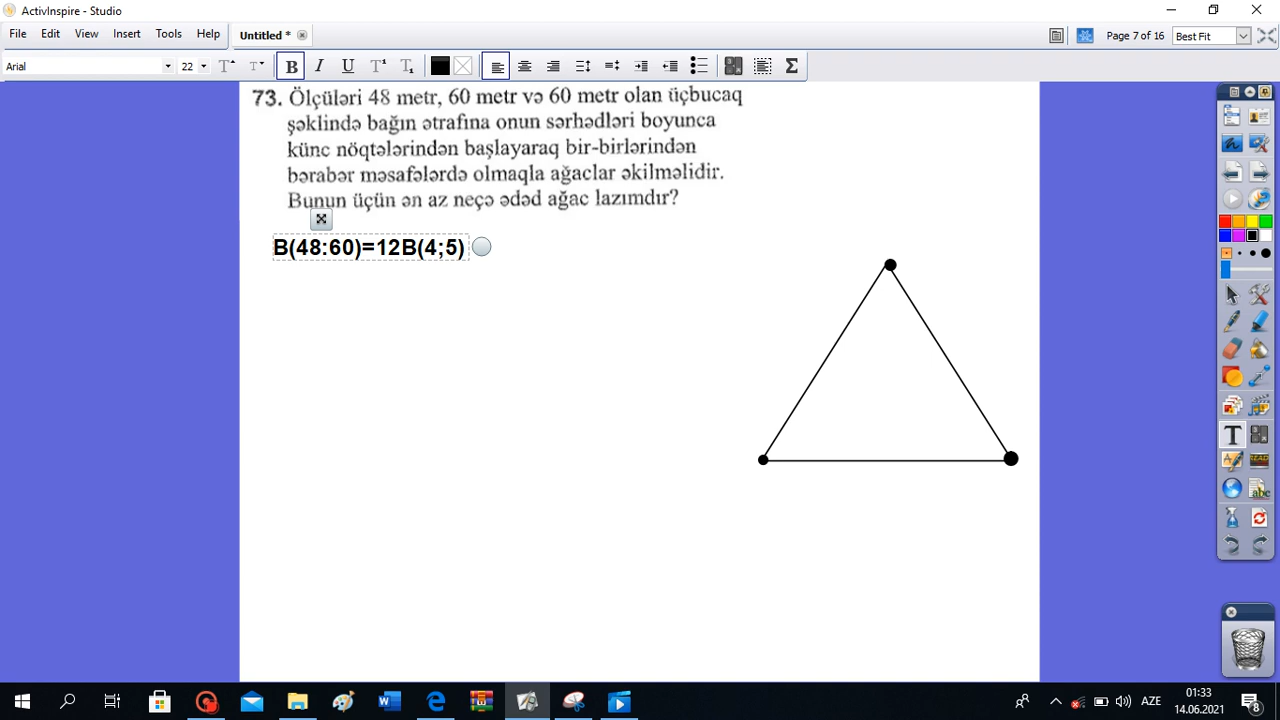 ActivInspire - Studio
File Edit View Insert Tools Help
Untitled *
Page 7 of 16
Best Fit
Arial
22
73. Ölçüləri 48 metr, 60 metr və 60 metr olan üçbucaq
şəklində bağın ətrafına onun sərhədləri boyunca
künc nöqtələrindən başlayaraq bir-birlərindən
bərabər məsafələrdə olmaqla ağaclar əkilməlidir.
Bunun üçün ən az neçə ədəd ağac lazımdır?
B(48:60)=12B(4;5)
AZE
01:33
14.06.2021
8